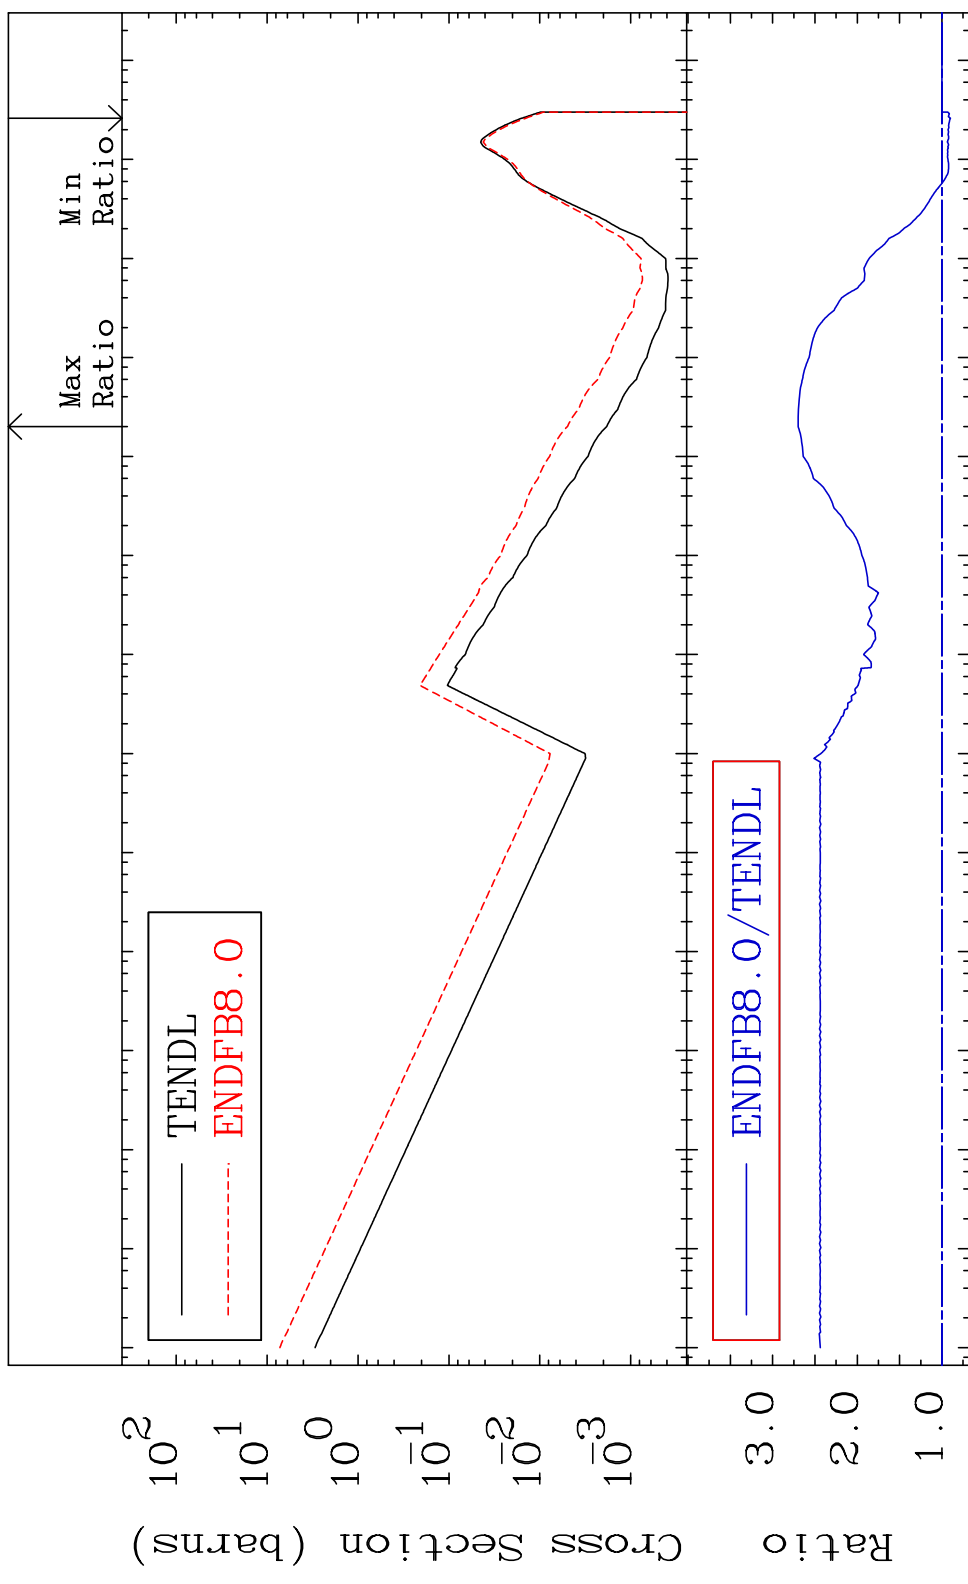 Max
Ratio
Min
Ratio
Cross Section (barns)
10^2
10^1
10^0
10^-1
10^-2
10^-3
TENDL
ENDFB8.0
Ratio
3.0
2.0
1.0
ENDFB8.0/TENDL